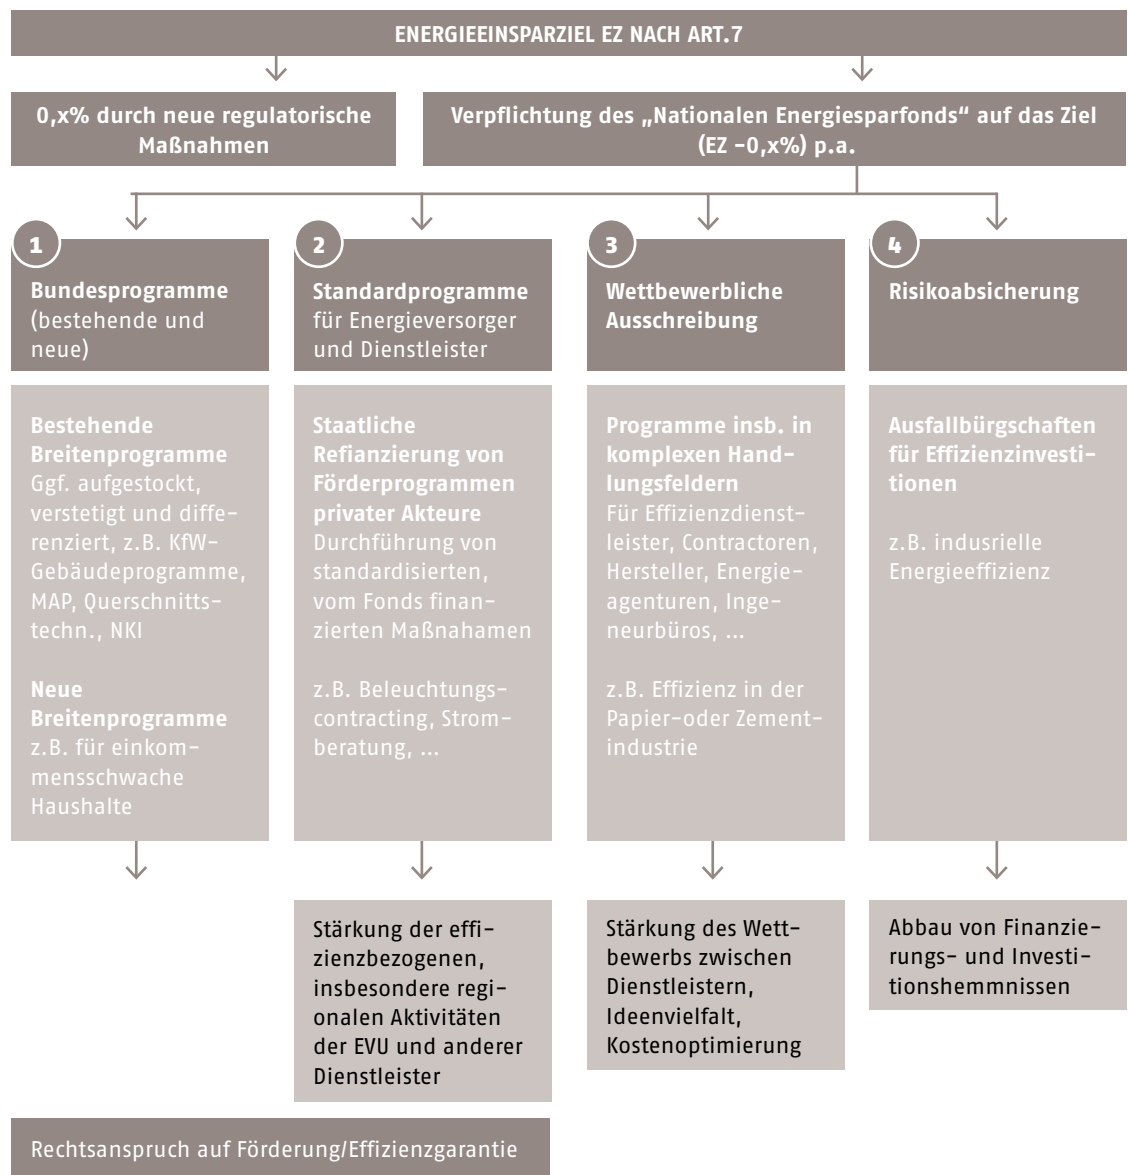 ENERGIEEINSPARZIEL EZ NACH ART.7
0,x% durch neue regulatorische
Maßnahmen
Verpflichtung des „Nationalen Energiesparfonds“ auf das Ziel
(EZ -0,x%) p.a.
1
Bundesprogramme
(bestehende und
neue)
2
Standardprogramme
für Energieversorger
und Dienstleister
3
Wettbewerbliche
Ausschreibung
4
Risikoabsicherung
Bestehende
Breitenprogramme
Ggf. aufgestockt,
verstetigt und diffe-
renziert, z.B. KfW-
Gebäudeprogramme,
MAP, Querschnitts-
techn., NKI
Neue
Breitenprogramme
z.B. für einkom-
mensschwache
Haushalte
Staatliche
Refianzierung von
Förderprogrammen
privater Akteure
Durchführung von
standardisierten,
vom Fonds finan-
zierten Maßnahamen
z.B. Beleuchtungs-
contracting, Strom-
beratung, ...
Programme insb. in
komplexen Hand-
lungsfeldern
Für Effizienzdienst-
leister, Contractoren,
Hersteller, Energie-
agenturen, Inge-
neurbüros, ...
z.B. Effizienz in der
Papier-oder Zement-
industrie
Ausfallbürgschaften
für Effizinzinvesti-
tionen
z.B. indusrielle
Energieeffizienz
Stärkung der effi-
zienzbezogenen,
insbesondere regi-
onalen Aktivitäten
der EVU und anderer
Dienstleister
Stärkung des Wett-
bewerbs zwischen
Dienstleistern,
Ideenvielfalt,
Kostenoptimierung
Abbau von Finanzie-
rungs- und Investi-
tionshemmnissen
Rechtsanspruch auf Förderung/Effizienzgarantie